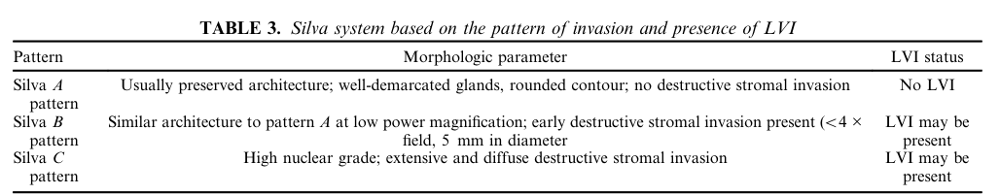 TABLE 3. Silva system based on the pattern of invasion and presence of LVI
Pattern Morphologic parameter LVI status
Silva A Usually preserved architecture; well-demarcated glands, rounded contour; no destructive stromal invasion No LVI
pattern
Silva B Similar architecture to pattern A at low power magnification; early destructive stromal invasion present (<4 × LVI may be
pattern field, 5 mm in diameter present
Silva C High nuclear grade; extensive and diffuse destructive stromal invasion LVI may be
pattern present